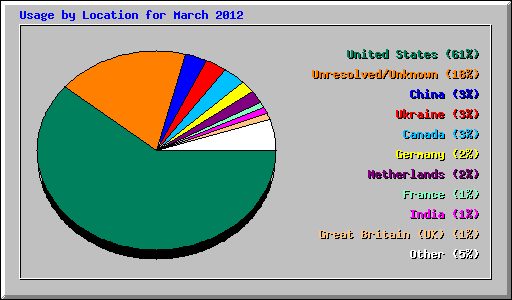 Usage by Location for March 2012
United States (61%)
Unresolved/Unknown (18%)
China (3%)
Ukraine (3%)
Canada (3%)
Germany (2%)
Netherlands (2%)
France (1%)
India (1%)
Great Britain (UK) (1%)
Other (5%)